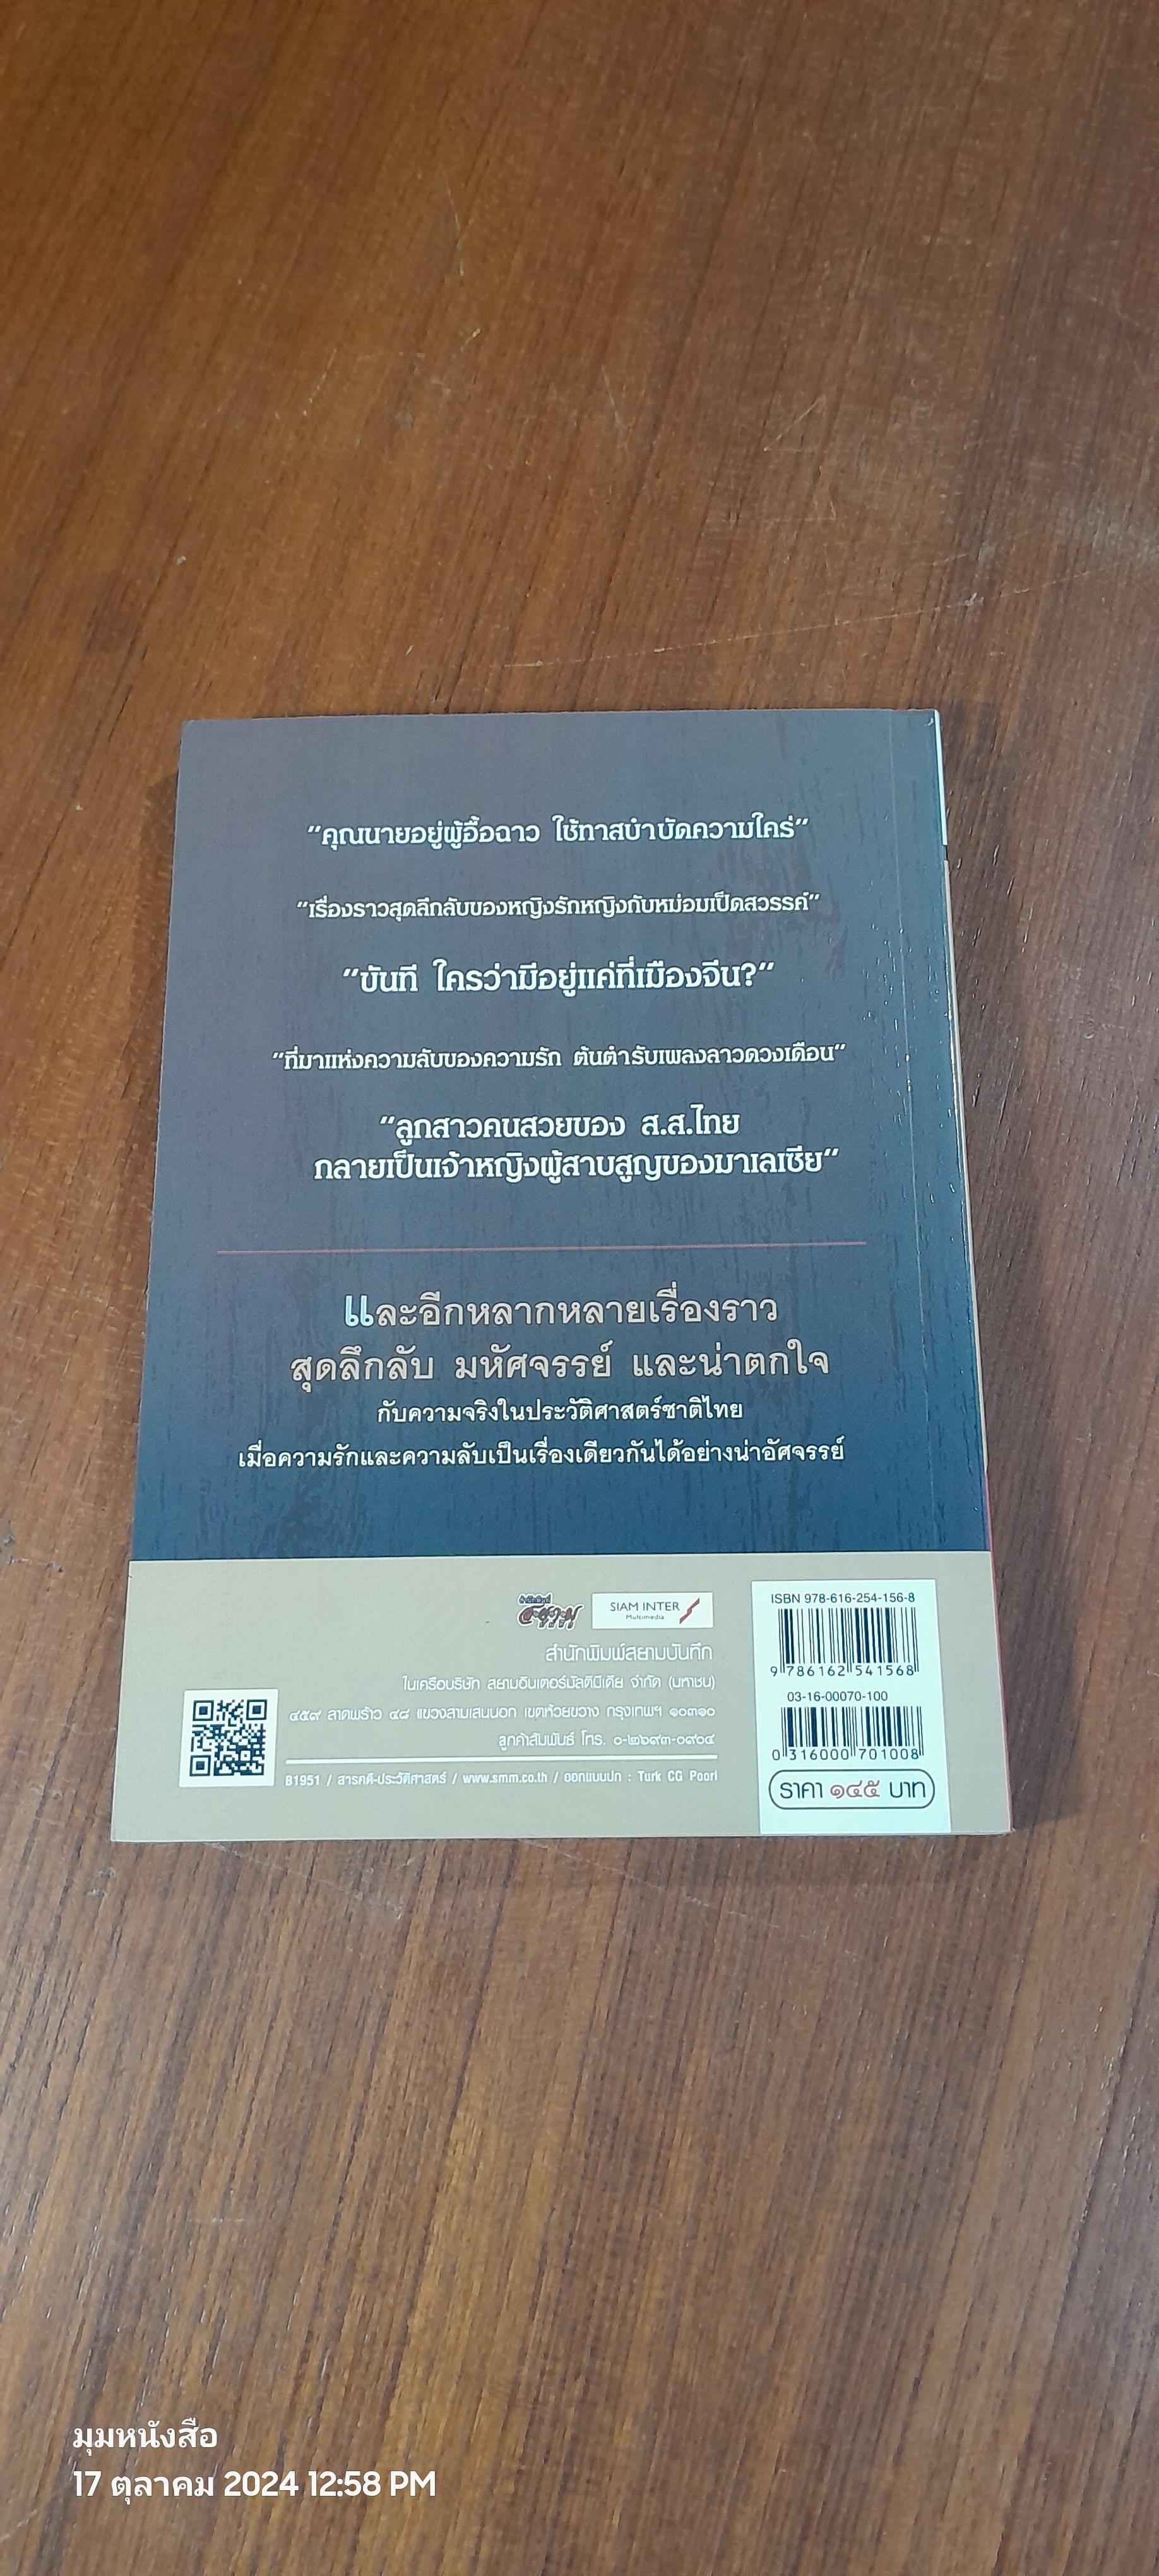 "คุณนายอยู่ผู้อื้อฉาว ใช้ทาสบำบัดความใคร่"
"เรื่องราวสุดลึกลับของหญิงรักหญิงกับหม่อมเป็ดสวรรค์"
"ขันที ใครว่ามีอยู่แค่ที่เมืองจีน?"
"ที่มาแห่งความลับของความรัก ต้นตำรับเพลงลาวดวงเดือน"
"ลูกสาวคนสวยของ ส.ส.ไทย
กลายเป็นเจ้าหญิงผู้สาบสูญของมาเลเซีย"
และอีกหลากหลายเรื่องราว
สุดลึกลับ มหัศจรรย์ และน่าตกใจ
กับความจริงในประวัติศาสตร์ชาติไทย
เมื่อความรักและความลับเป็นเรื่องเดียวกันได้อย่างน่าอัศจรรย์
SIAM INTER
Multimedia
สำนักพิมพ์สยามบันทึก
ในเครือบริษัท สยามอินเตอร์มัลติมีเดีย จำกัด (มหาชน)
๔๕๙ ลาดพร้าว ๔๘ แขวงสามเสนนอก เขตห้วยขวาง กรุงเทพฯ ๑๐๓๑๐
ลูกค้าสัมพันธ์ โทร. ๐-๒๖๙๓-๐๙๐๔
B1951 / สารคดี-ประวัติศาสตร์ / www.smm.co.th / ออกแบบปก : Turk CG Poori
ISBN 978-616-254-156-8
9 786162 541568
03-16-00070-100
0 316000 701008
ราคา ๑๔๕ บาท
มุมหนังสือ
17 ตุลาคม 2024 12:58 PM